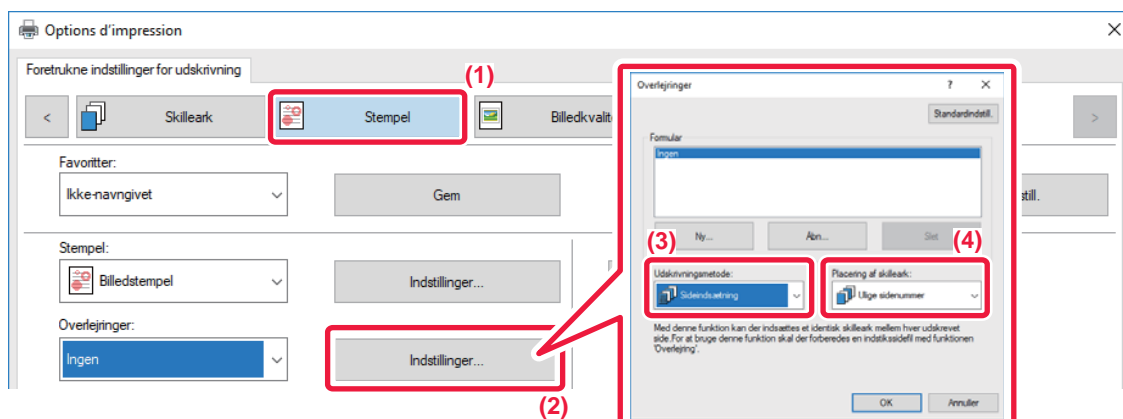 Options d'impression
Foretrukne indstillinger for udskrivning
(1)
<
Skilleark
Stempel
Billedkvalit
>
Favoritter:
Ikke-navngivet
Gem
still.
Stempel:
Billedstempel
Indstillinger...
Overlejringer:
Ingen
Indstillinger...
(2)
Overlejringer
?
Standardindstill.
Formular
Ingen
Ny...
Åbn...
Slet
(3)
(4)
Udskrivningsmetode:
Placering af skilleark:
Sideindsætning
Ulige sidenummer
Med denne funktion kan der indsættes et identisk skilleark mellem hver udskrevet
side.For at bruge denne funktion skal der forberedes en indstikssidefil med funktionen
'Overlejring'.
OK
Annuller